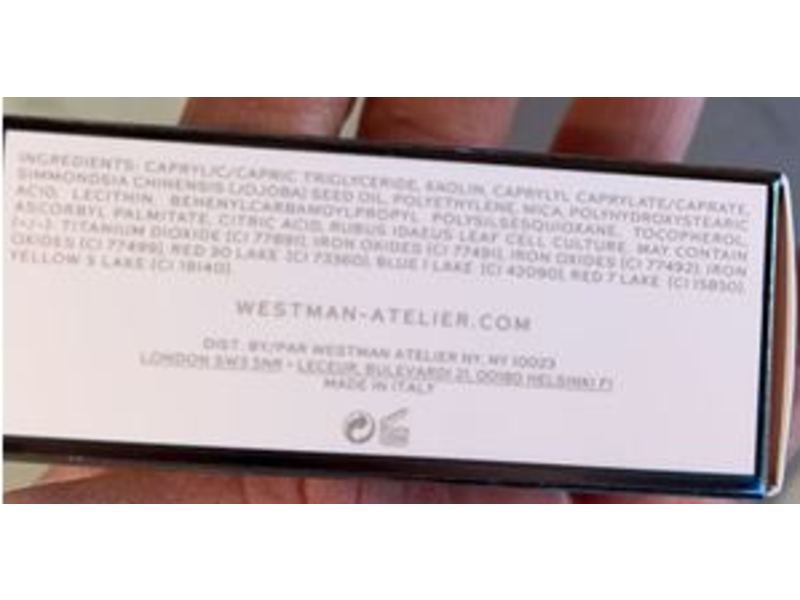 INGREDIENTS: CAPRYLIC/CAPRIC TRIGLYCERIDE, KAOLIN, CAPRYLYL CAPRYLATE/CAPRATE,
SIMMONDSIA CHINENSIS (JOJOBA) SEED OIL, POLYETHYLENE, MICA, POLYHYDROXYSTEARIC
ACID, LECITHIN, BEHENYLCARBAMOYLPROPYL POLYSILSESQUIOXANE, TOCOPHEROL,
ASCORBYL PALMITATE, CITRIC ACID, RUBUS IDAEUS LEAF CELL CULTURE. MAY CONTAIN
(+/-): TITANIUM DIOXIDE (CI 77891), IRON OXIDES (CI 77491), IRON OXIDES (CI 77492), IRON
OXIDES (CI 77499), RED 30 LAKE (CI 73360), BLUE 1 LAKE (CI 42090), RED 7 LAKE (CI 15850),
YELLOW 5 LAKE (CI 19140).
WESTMAN-ATELIER.COM
DIST. BY/PAR WESTMAN ATELIER NY, NY 10023
LONDON SW3 5NR - LECEUR, BULEVARDI 21, 00180 HELSINKI FI
MADE IN ITALY